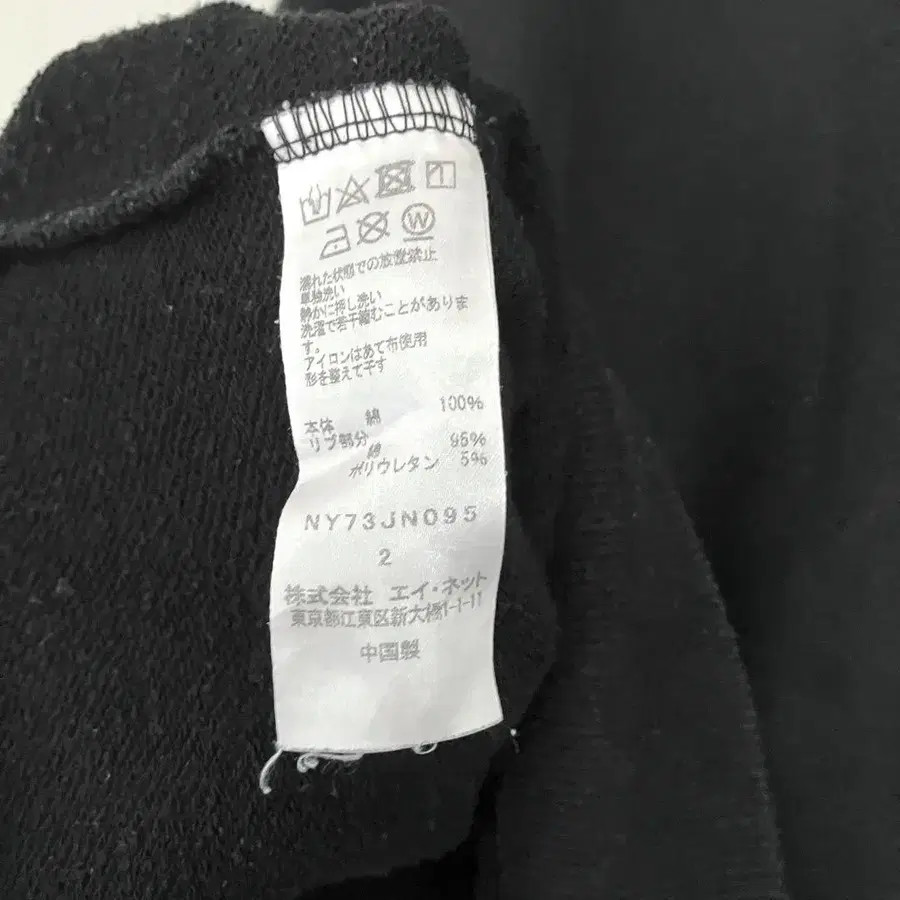 W
濡れた状態での放置禁止
単独洗い
静かに押し洗い
洗濯で若干縮むことがありま
す。
アイロンはあて布使用
形を整えて干す
本体 綿 100%
リブ部分
綿 95%
ポリウレタン 5%
NY73JN095
2
株式会社 エイ・ネット
東京都江東区新大橋1-1-11
中国製